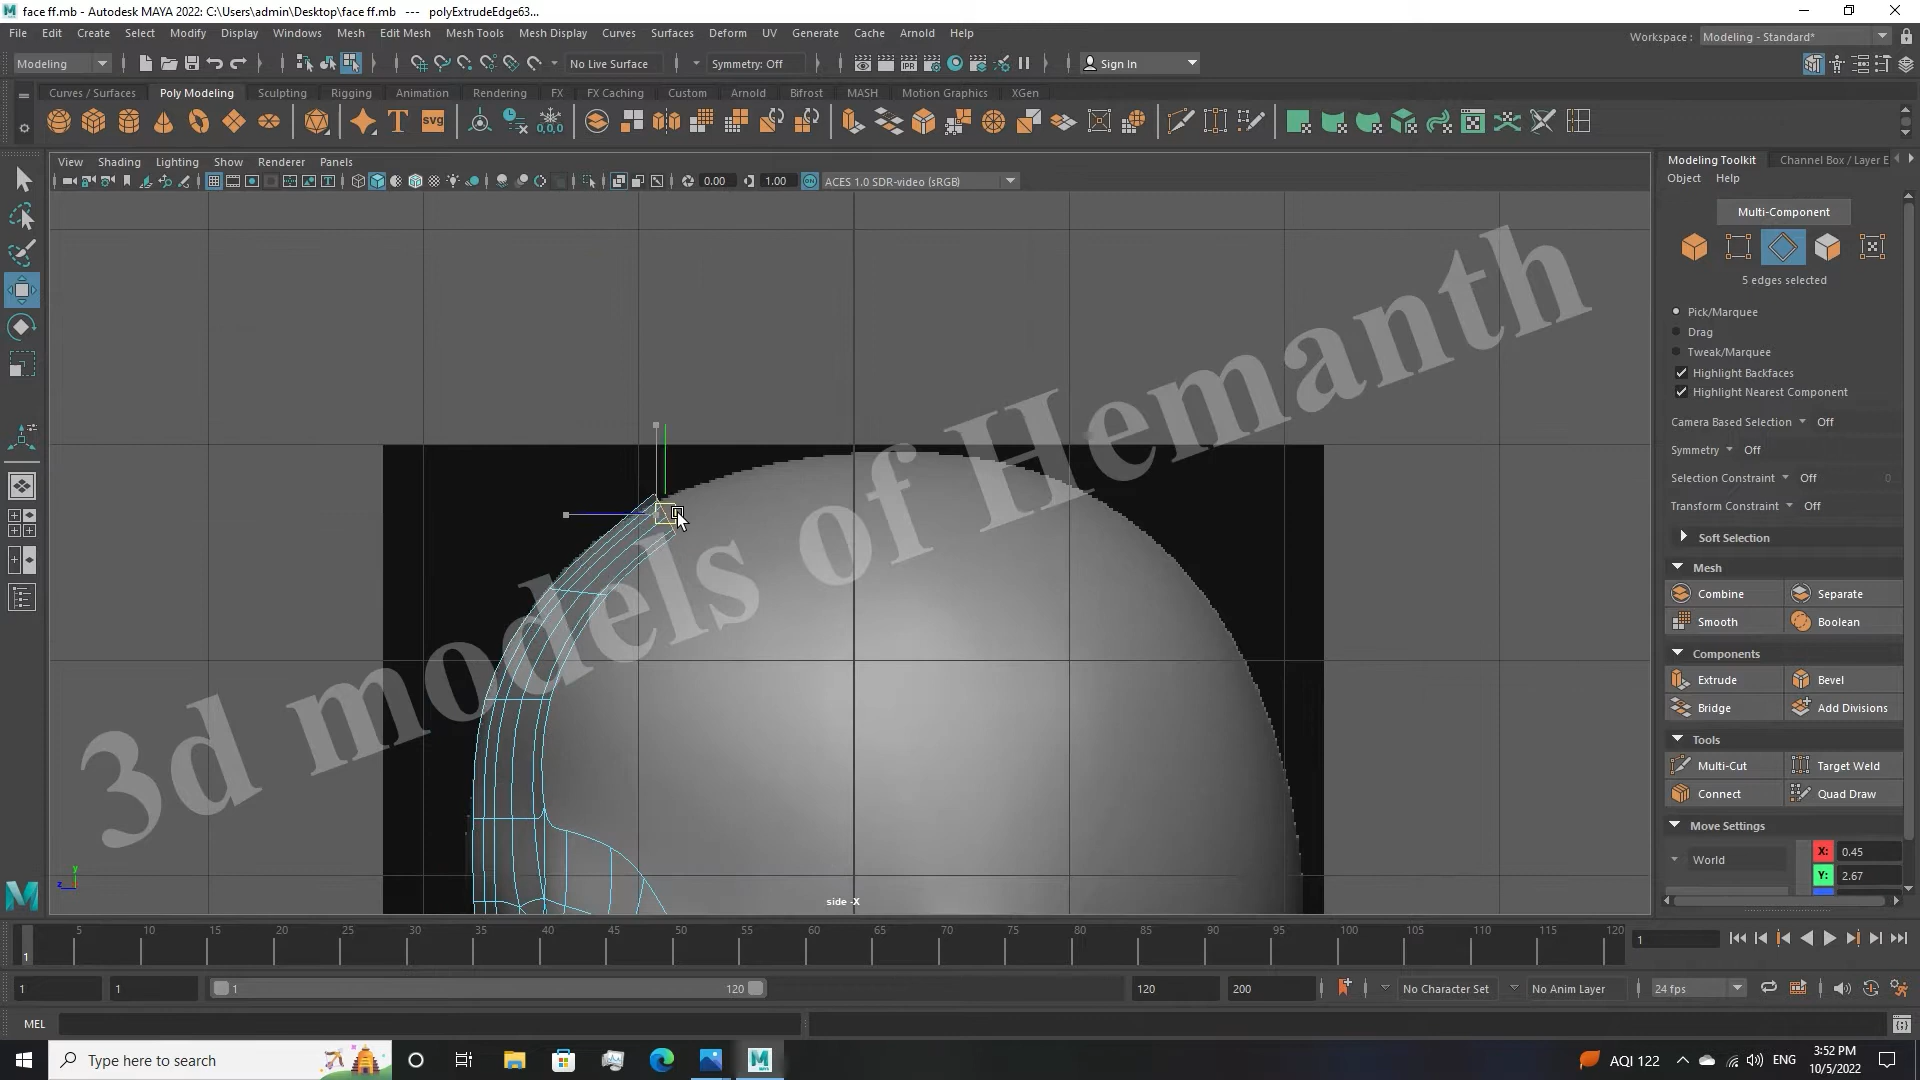 face ff.mb - Autodesk MAYA 2022: C:\Users\admin\Desktop\face ff.mb --- polyExtrudeEdge63...
File Edit Create Select Modify Display Windows Mesh Edit Mesh Mesh Tools Mesh Display Curves Surfaces Deform UV Generate Cache Arnold Help
Workspace : Modeling - Standard*
Modeling No Live Surface Symmetry: Off Sign In
Curves / Surfaces Poly Modeling Sculpting Rigging Animation Rendering FX FX Caching Custom Arnold Bifrost MASH Motion Graphics XGen
View Shading Lighting Show Renderer Panels
0.00 1.00 ACES 1.0 SDR-video (sRGB)
Modeling Toolkit Channel Box / Layer E
Object Help
Multi-Component
5 edges selected
Pick/Marquee
Drag
Tweak/Marquee
Highlight Backfaces
Highlight Nearest Component
Camera Based Selection Off
Symmetry Off
Selection Constraint Off 0
Transform Constraint Off
Soft Selection
Mesh
Combine Separate
Smooth Boolean
Components
Extrude Bevel
Bridge Add Divisions
Tools
Multi-Cut Target Weld
Connect Quad Draw
Move Settings
World X: 0.45
Y: 2.67
3d models of Hemanth
y
z
side -X
5 10 15 20 25 30 35 40 45 50 55 60 65 70 75 80 85 90 95 100 105 110 115 120
1 1
1 1 1 120 120 200 No Character Set No Anim Layer 24 fps
MEL
Type here to search AQI 122 ENG 3:52 PM
10/5/2022